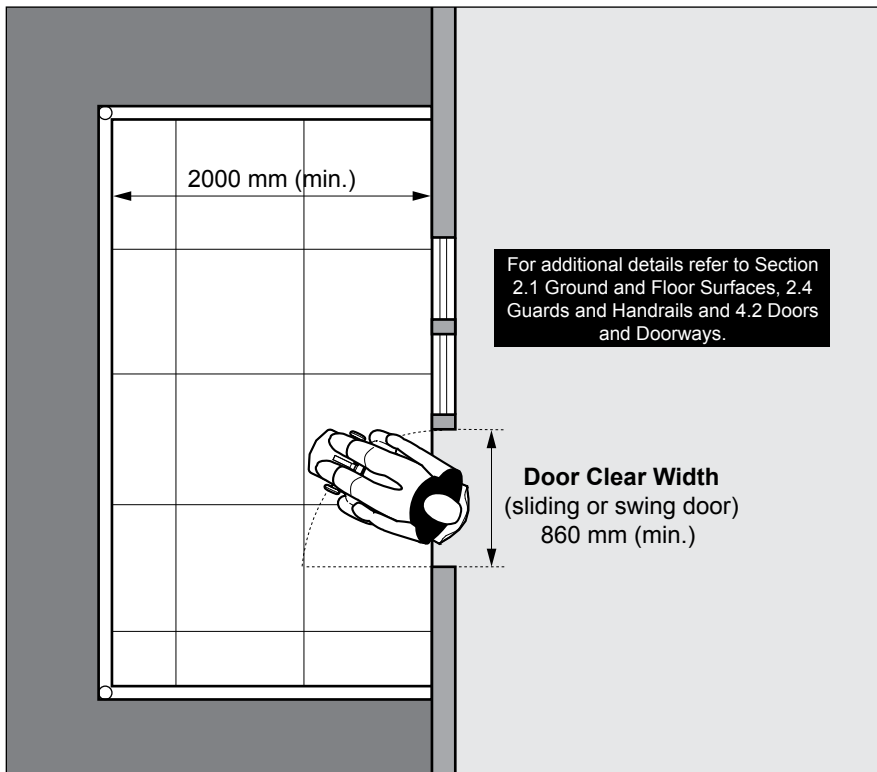 2000 mm (min.)
For additional details refer to Section
2.1 Ground and Floor Surfaces, 2.4
Guards and Handrails and 4.2 Doors
and Doorways.
Door Clear Width
(sliding or swing door)
860 mm (min.)